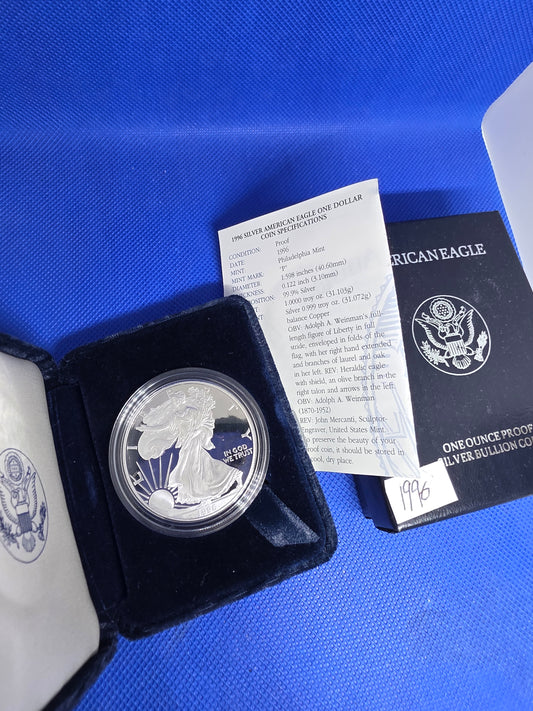 1996 SILVER AMERICAN EAGLE ONE DOLLAR
COIN SPECIFICATIONS
CONDITION: Proof
DATE 1996
MINT Philadelphia Mint
MINT MARK: "P"
DIAMETER: 1.598 inches (40.60mm)
THICKNESS: 0.122 inch (3.10mm)
POSITION: 99.9% Silver
1.0000 troy oz. (31.103g)
Silver 0.999 troy oz. (31.072g)
balance Copper
OBV: Adolph A. Weinman's full-
length figure of Liberty in full
stride, enveloped in folds of the
flag, with her right hand extended
and branches of laurel and oak
in her left. REV: Heraldic eagle
with shield, an olive branch in the
right talon and arrows in the left.
OBV: Adolph A. Weinman
(1870-1952)
REV: John Mercanti, Sculptor-
Engraver, United States Mint
to preserve the beauty of your
roof coin, it should be stored in
, dry place.
ERICAN EAGLE
ONE OUNCE PROOF
SILVER BULLION COI
1996
L I Y
IN GOD
WE TRUST